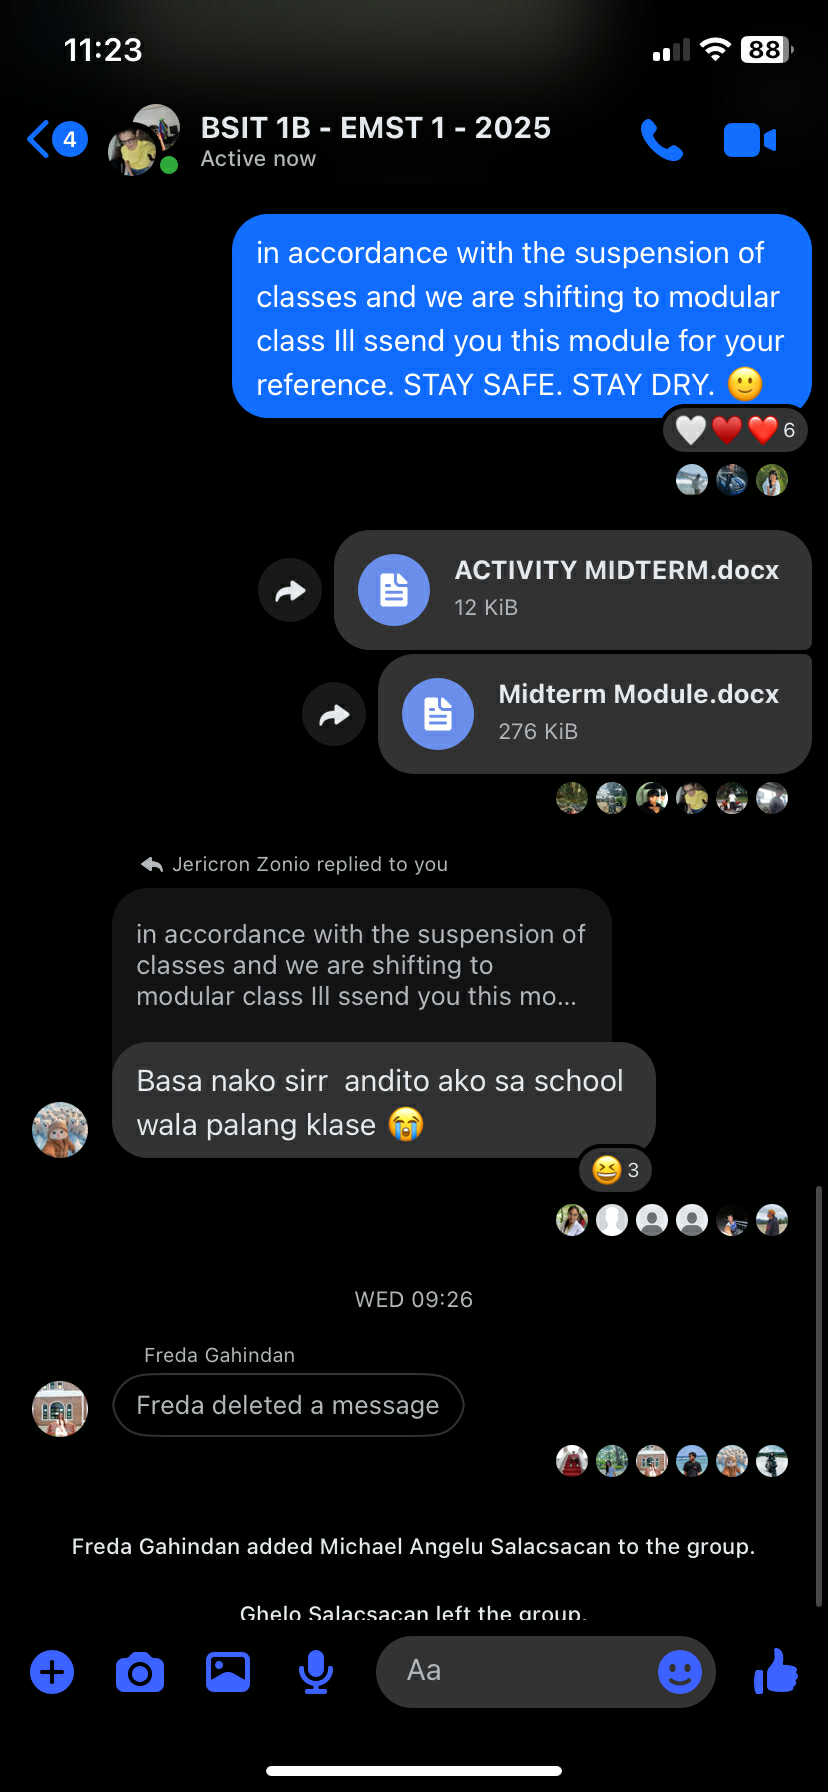 11:23
88
4
BSIT 1B - EMST 1 - 2025
Active now
in accordance with the suspension of
classes and we are shifting to modular
class Ill ssend you this module for your
reference. STAY SAFE. STAY DRY. 🙂
6
ACTIVITY MIDTERM.docx
12 KiB
Midterm Module.docx
276 KiB
Jericron Zonio replied to you
in accordance with the suspension of
classes and we are shifting to
modular class Ill ssend you this mo...
Basa nako sirr  andito ako sa school
wala palang klase 😭
3
WED 09:26
Freda Gahindan
Freda deleted a message
Freda Gahindan added Michael Angelu Salacsacan to the group.
Ghelo Salacsacan left the group.
Aa